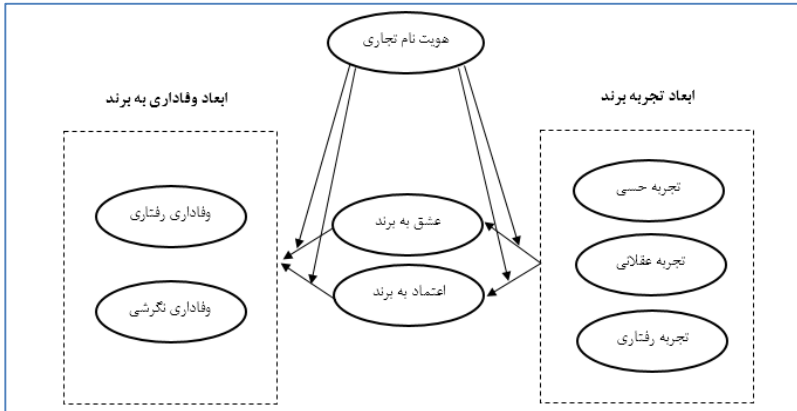 هویت نام تجاری
ابعاد تجربه برند
ابعاد وفاداری به برند
تجربه حسی
تجربه عقلانی
تجربه رفتاری
عشق به برند
اعتماد به برند
وفاداری رفتاری
وفاداری نگرشی